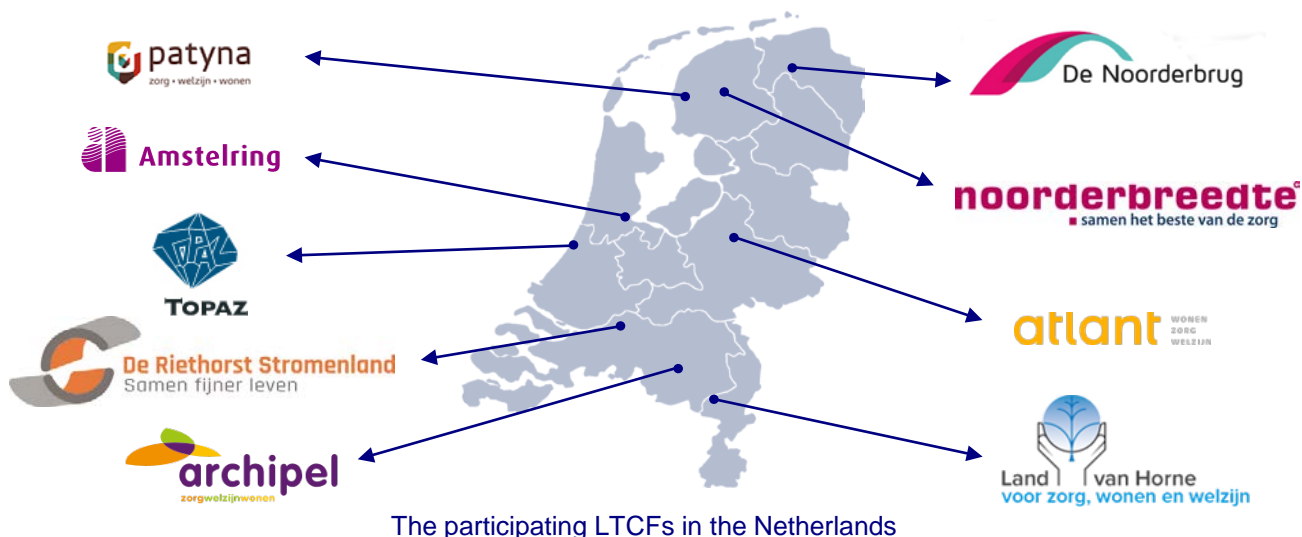 patyna
zorg • welzijn • wonen
De Noorderbrug
Amstelring
noorderbreedte
samen het beste van de zorg
TOPAZ
TOPAZ
atlant
WONEN
ZORG
WELZIJN
De Riethorst Stromenland
Samen fijner leven
archipel
zorgwelzijnwonen
Land van Horne
voor zorg, wonen en welzijn
The participating LTCFs in the Netherlands